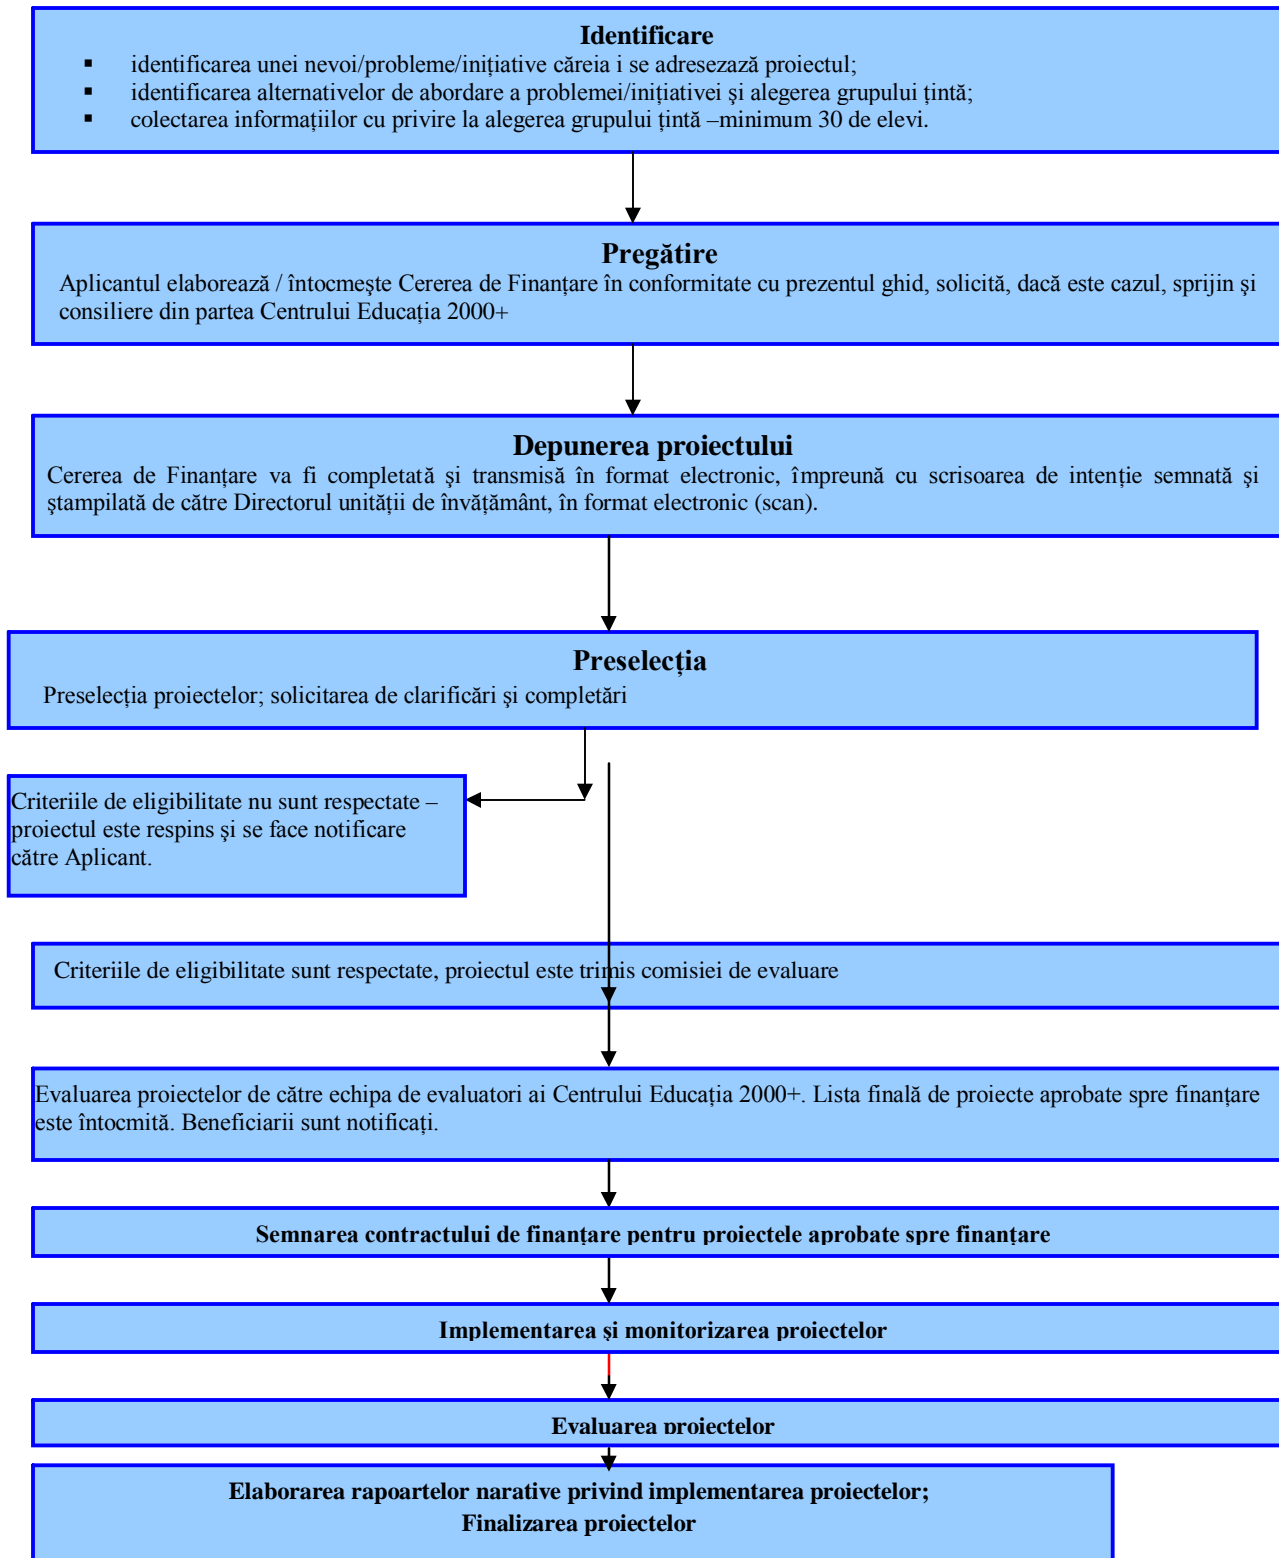 Identificare
▪ identificarea unei nevoi/probleme/inițiative căreia i se adresează proiectul;
▪ identificarea alternativelor de abordare a problemei/inițiativei şi alegerea grupului țintă;
▪ colectarea informațiilor cu privire la alegerea grupului țintă –minimum 30 de elevi.
Pregătire
Aplicantul elaborează / întocmeşte Cererea de Finanțare în conformitate cu prezentul ghid, solicită, dacă este cazul, sprijin şi
consiliere din partea Centrului Educația 2000+
Depunerea proiectului
Cererea de Finanțare va fi completată şi transmisă în format electronic, împreună cu scrisoarea de intenție semnată şi
ştampilată de către Directorul unității de învățământ, în format electronic (scan).
Preselecția
Preselecția proiectelor; solicitarea de clarificări şi completări
Criteriile de eligibilitate nu sunt respectate –
proiectul este respins şi se face notificare
către Aplicant.
Criteriile de eligibilitate sunt respectate, proiectul este trimis comisiei de evaluare
Evaluarea proiectelor de către echipa de evaluatori ai Centrului Educația 2000+. Lista finală de proiecte aprobate spre finanțare
este întocmită. Beneficiarii sunt notificați.
Semnarea contractului de finanțare pentru proiectele aprobate spre finanțare
Implementarea şi monitorizarea proiectelor
Evaluarea proiectelor
Elaborarea rapoartelor narative privind implementarea proiectelor;
Finalizarea proiectelor